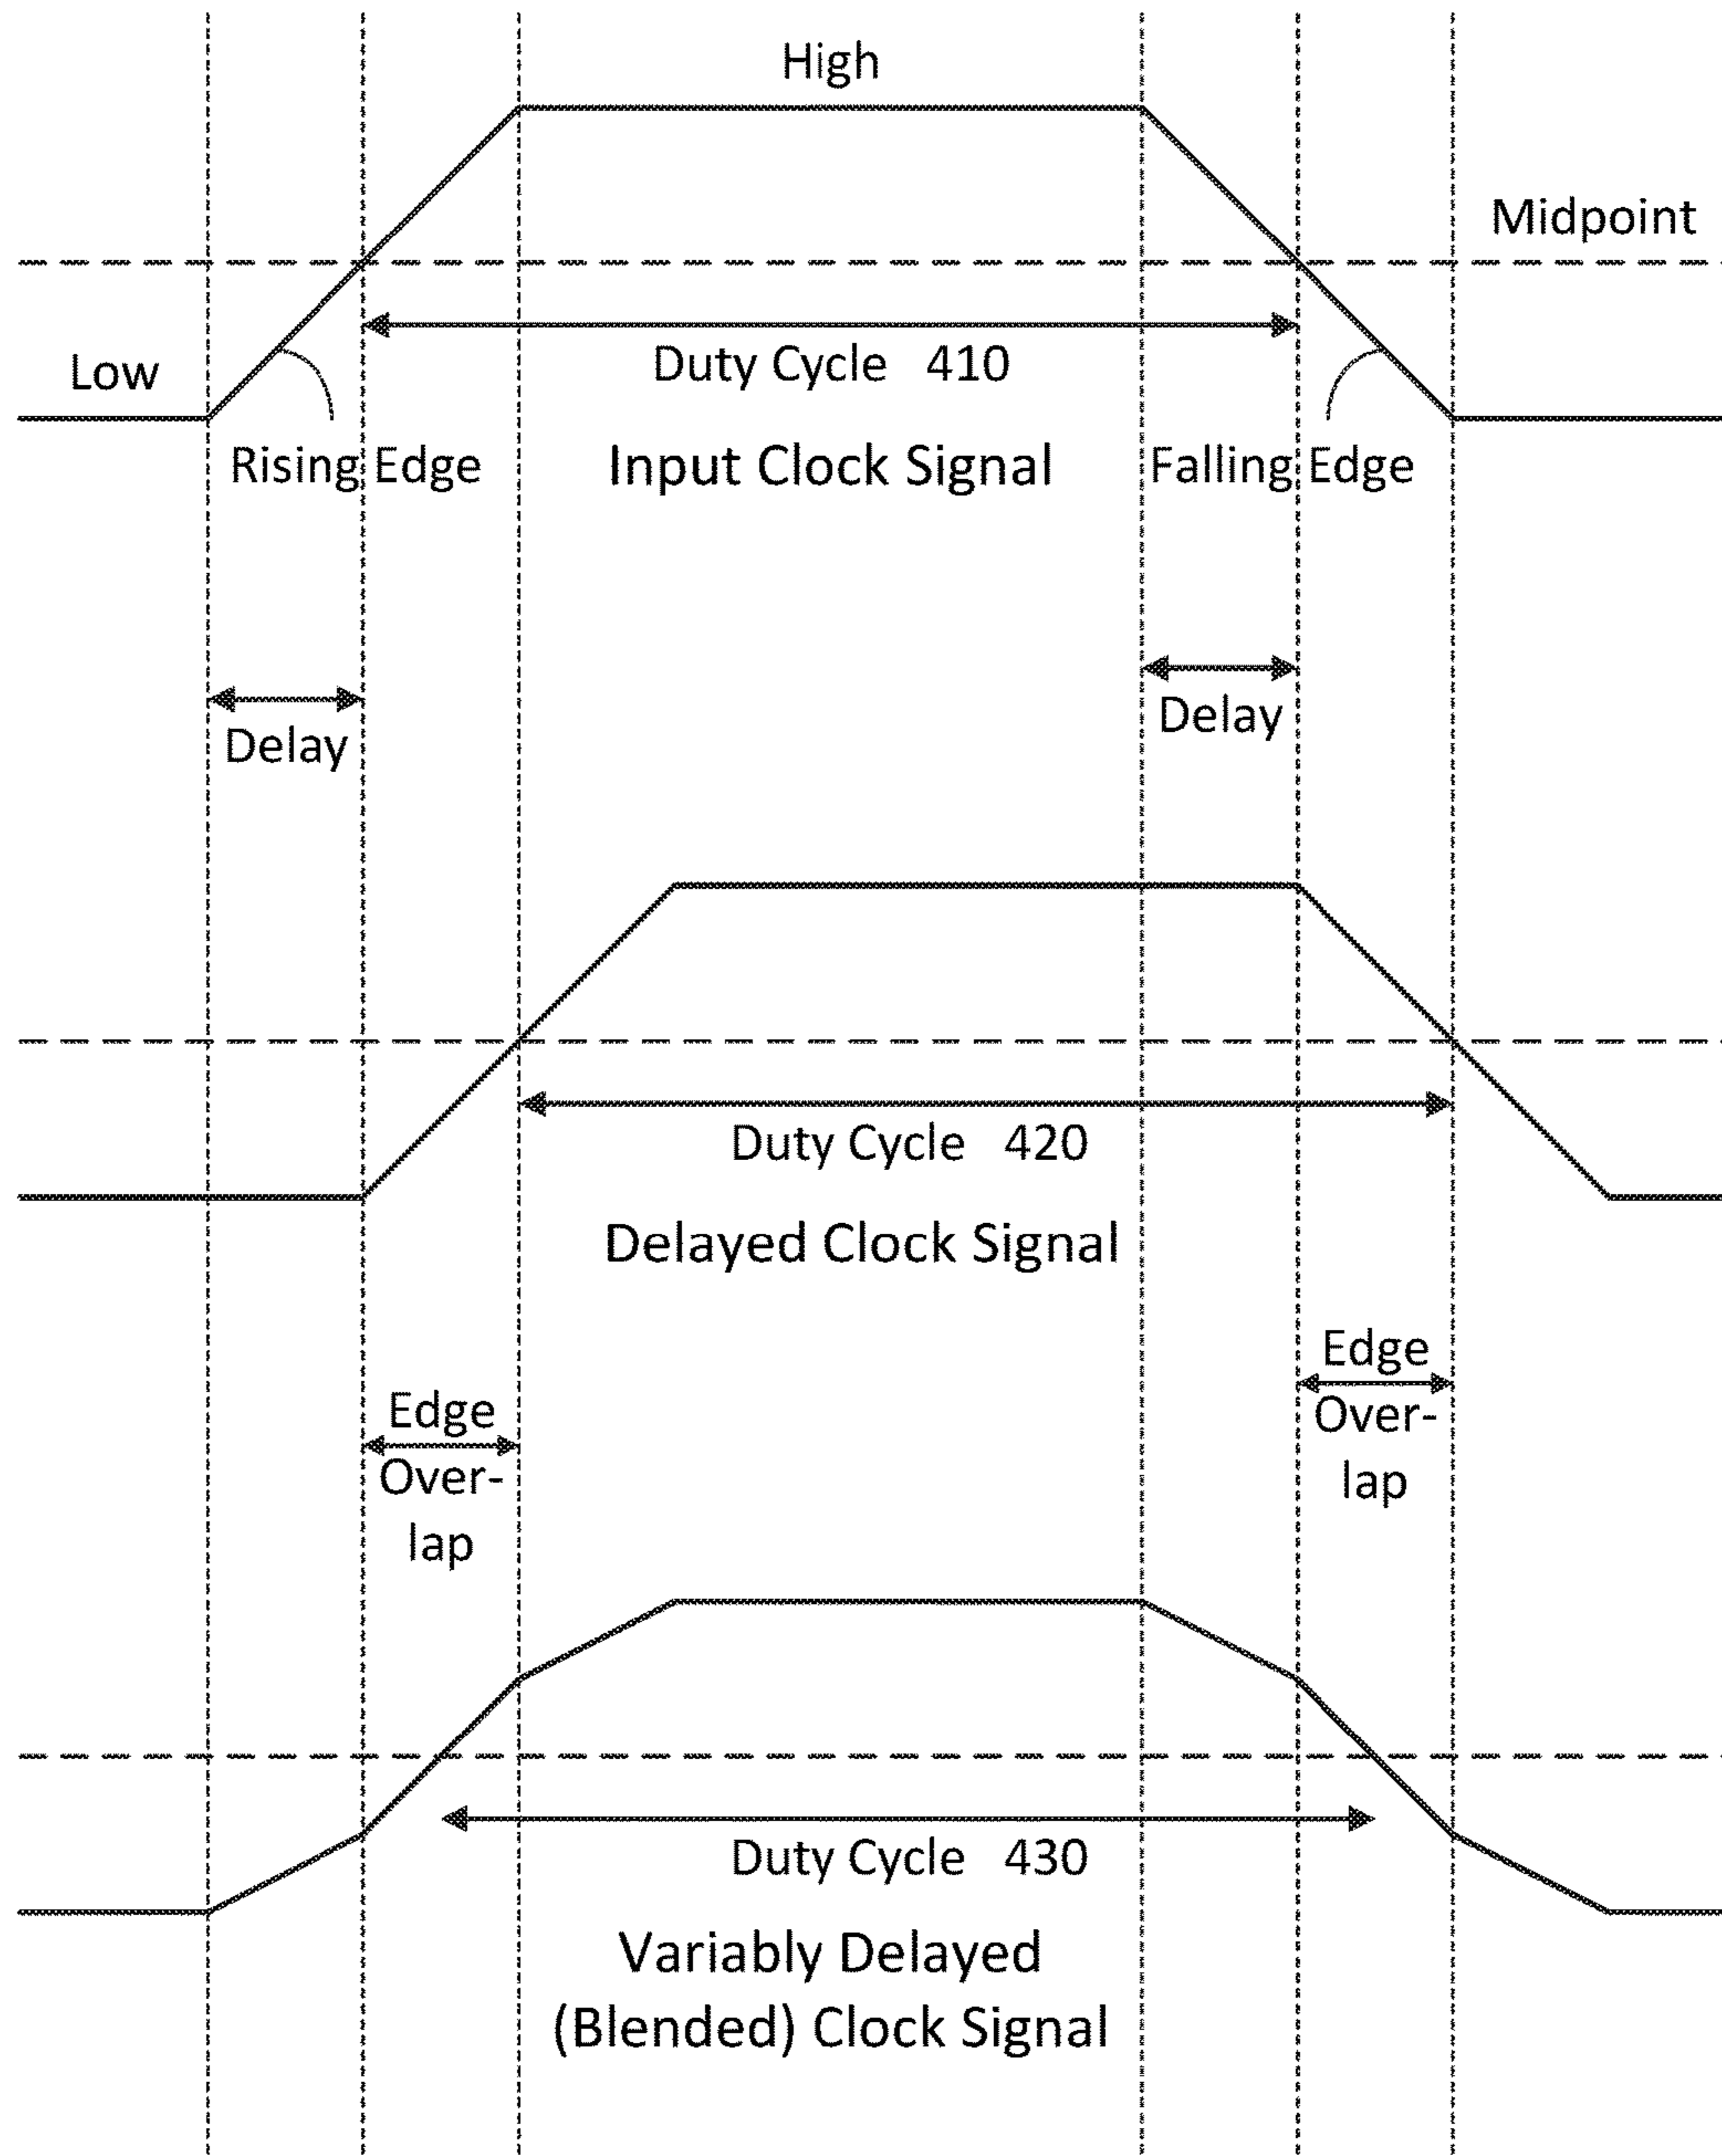 High
Midpoint
Low
Duty Cycle 410
Rising Edge
Input Clock Signal
Falling Edge
Delay
Delay
Duty Cycle 420
Delayed Clock Signal
Edge
Over-
lap
Edge
Over-
lap
Duty Cycle 430
Variably Delayed
(Blended) Clock Signal